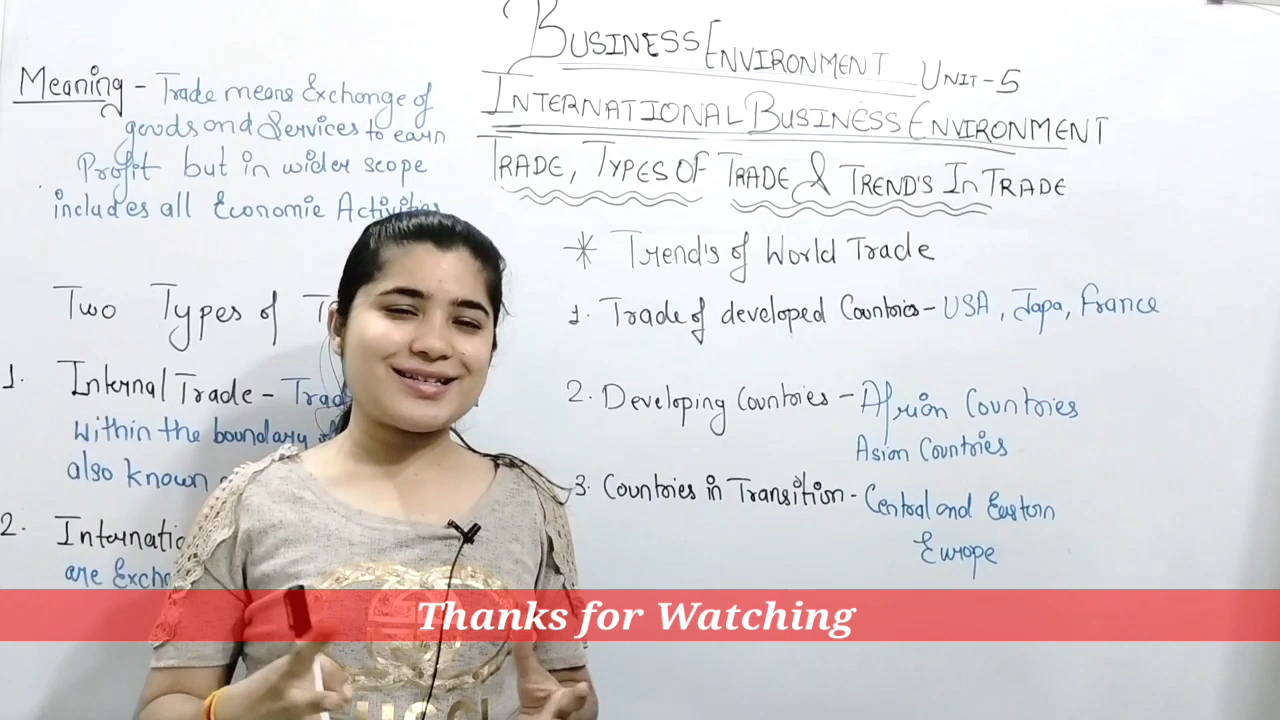 BUSINESS ENVIRONMENT UNIT-5
INTERNATIONAL BUSINESS ENVIRONMENT
TRADE, TYPES OF TRADE & TREND'S IN TRADE
Meaning - Trade means Exchange of
goods and Services to earn
Profit but in wider scope
includes all Economic Activities
Two Types of
1. Internal Trade - Trade
within the boundary
also known
2.
are
* Trend's of World Trade
1. Trade of developed Countries - USA, Japa, France
2. Developing Countries - African Countries
Asian Countries
3. Countries in Transition - Central and Eastern
Europe
Thanks for Watching